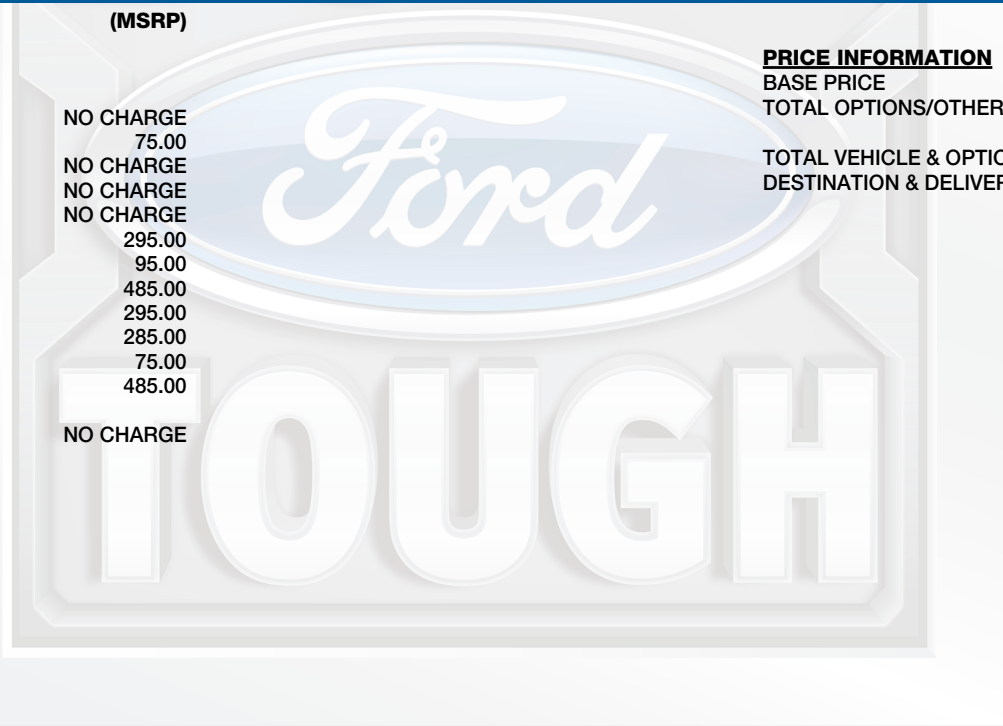 (MSRP)
NO CHARGE
75.00
NO CHARGE
NO CHARGE
NO CHARGE
295.00
95.00
485.00
295.00
285.00
75.00
485.00
NO CHARGE
PRICE INFORMATION
BASE PRICE
TOTAL OPTIONS/OTHER
TOTAL VEHICLE & OPTIO
DESTINATION & DELIVER
Ford
TOUGH